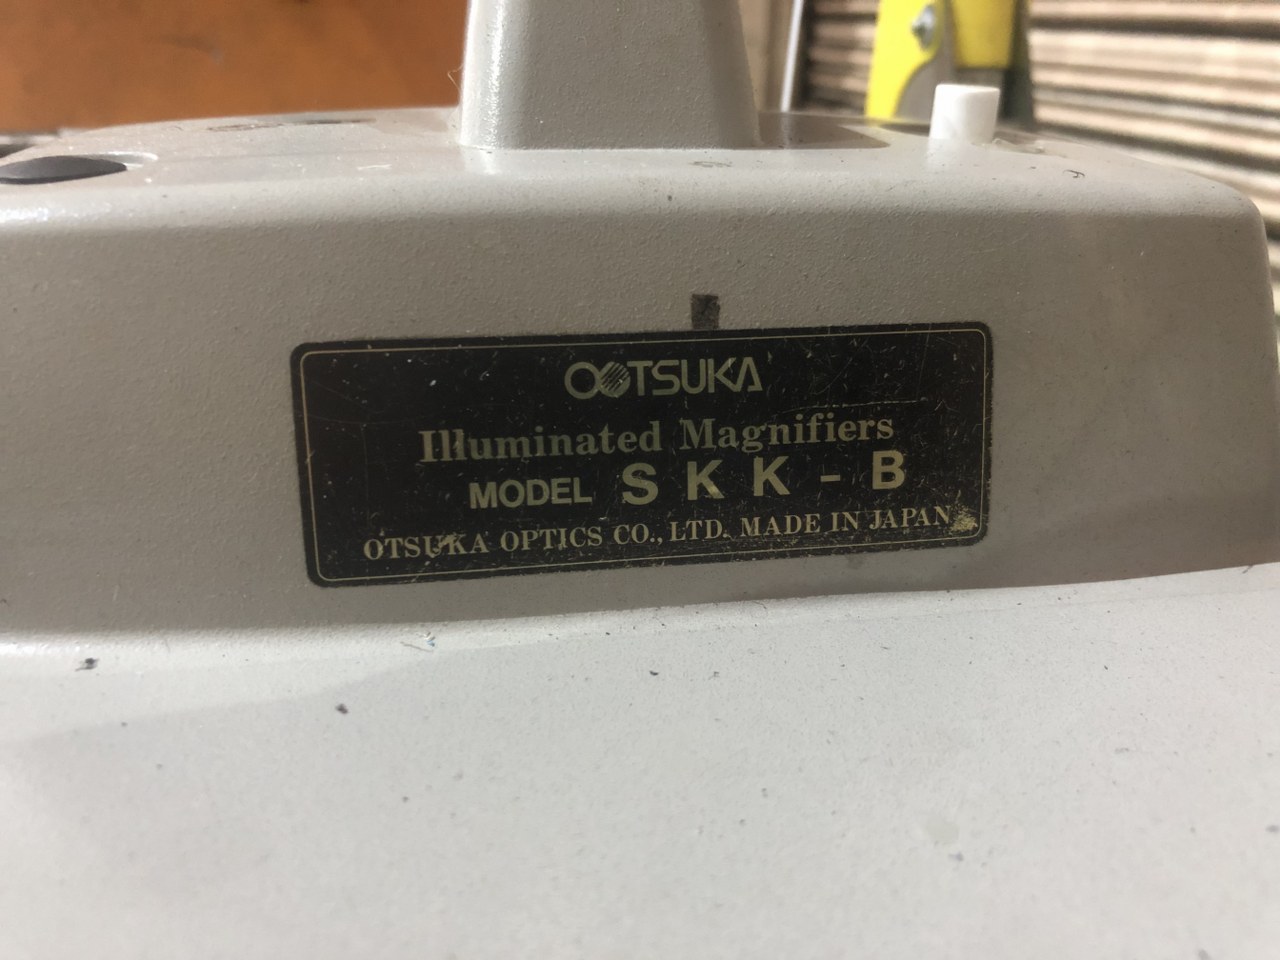 OOTSUKA
Illuminated Magnifiers
MODEL SKK-B
OTSUKA OPTICS CO.,LTD. MADE IN JAPAN